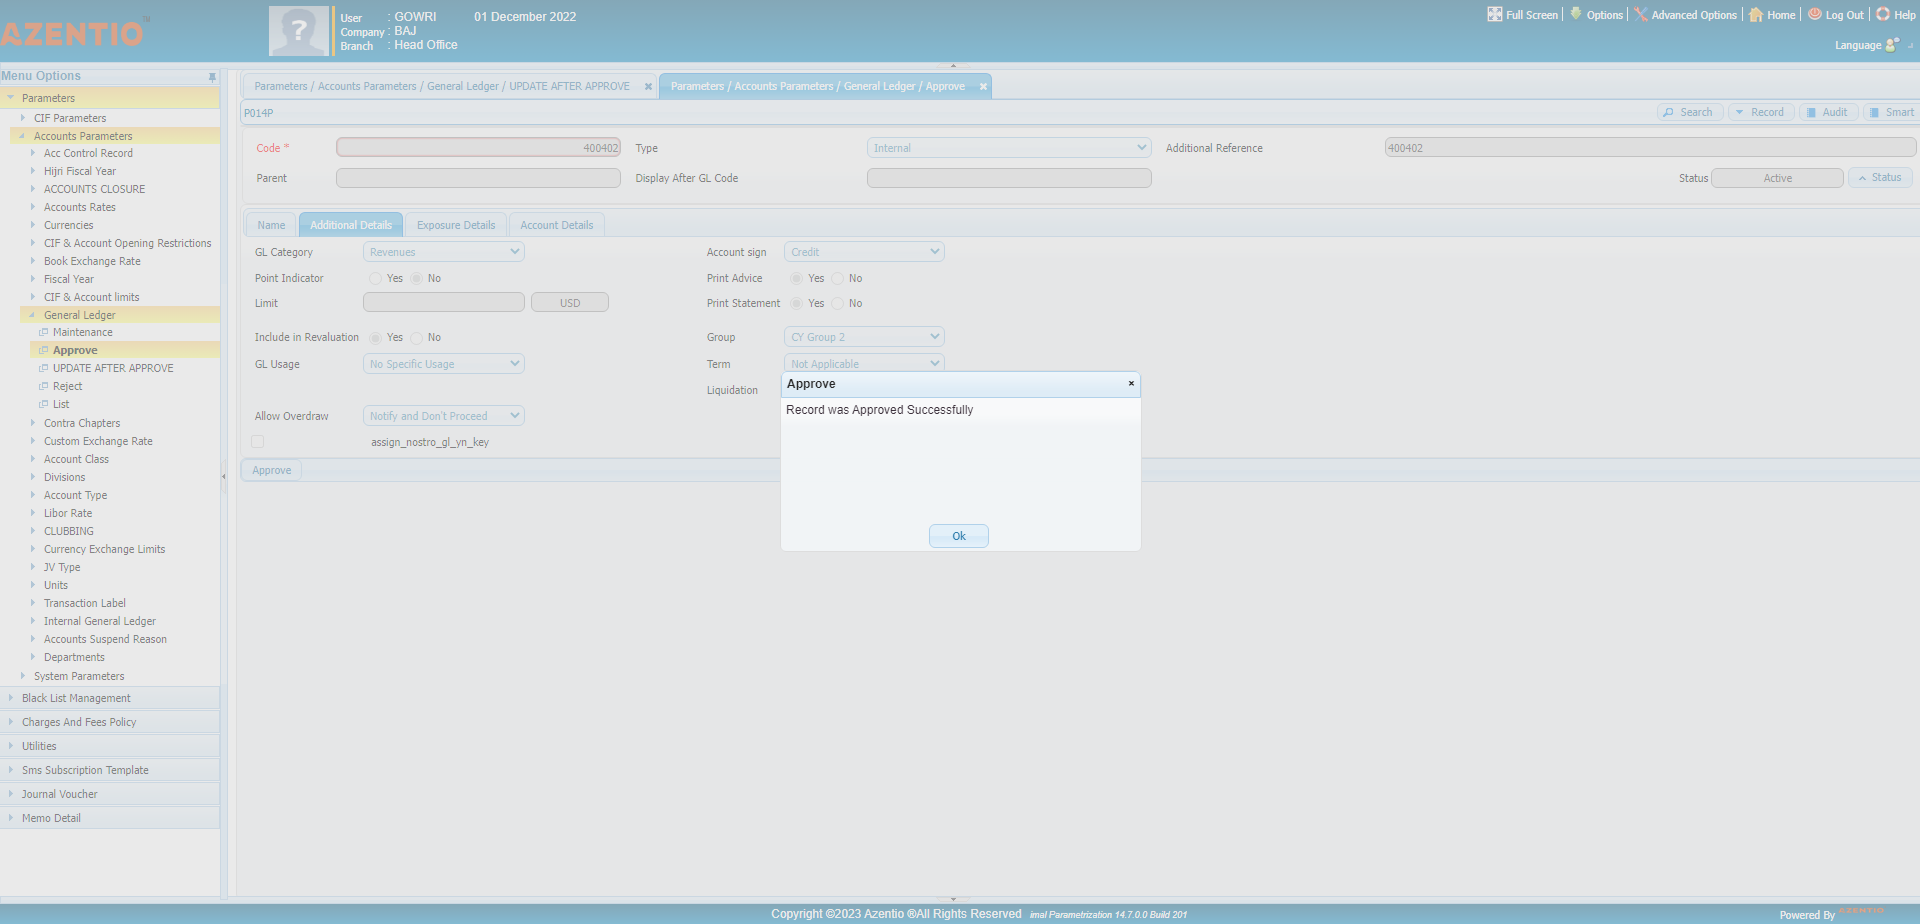 AZENTIO™
User : GOWRI 01 December 2022
Company : BAJ
Branch : Head Office
Full Screen Options Advanced Options Home Log Out Help
Language
Menu Options
Parameters
CIF Parameters
Accounts Parameters
Acc Control Record
Hijri Fiscal Year
ACCOUNTS CLOSURE
Accounts Rates
Currencies
CIF & Account Opening Restrictions
Book Exchange Rate
Fiscal Year
CIF & Account limits
General Ledger
Maintenance
Approve
UPDATE AFTER APPROVE
Reject
List
Contra Chapters
Custom Exchange Rate
Account Class
Divisions
Account Type
Libor Rate
CLUBBING
Currency Exchange Limits
JV Type
Units
Transaction Label
Internal General Ledger
Accounts Suspend Reason
Departments
System Parameters
Black List Management
Charges And Fees Policy
Utilities
Sms Subscription Template
Journal Voucher
Memo Detail
Parameters / Accounts Parameters / General Ledger / UPDATE AFTER APPROVE
Parameters / Accounts Parameters / General Ledger / Approve
P014P
Search Record Audit Smart
Code * 400402 Type Internal Additional Reference 400402
Parent Display After GL Code Status Active Status
Name Additional Details Exposure Details Account Details
GL Category Revenues Account sign Credit
Point Indicator Yes No Print Advice Yes No
Limit USD Print Statement Yes No
Include in Revaluation Yes No Group CY Group 2
GL Usage No Specific Usage Term Not Applicable
Liquidation
Allow Overdraw Notify and Don't Proceed
assign_nostro_gl_yn_key
Approve
Approve
Record was Approved Successfully
Ok
Copyright ©2023 Azentio ®All Rights Reserved imal Parametrization 14.7.0.0 Build 201
Powered By AZENTIO